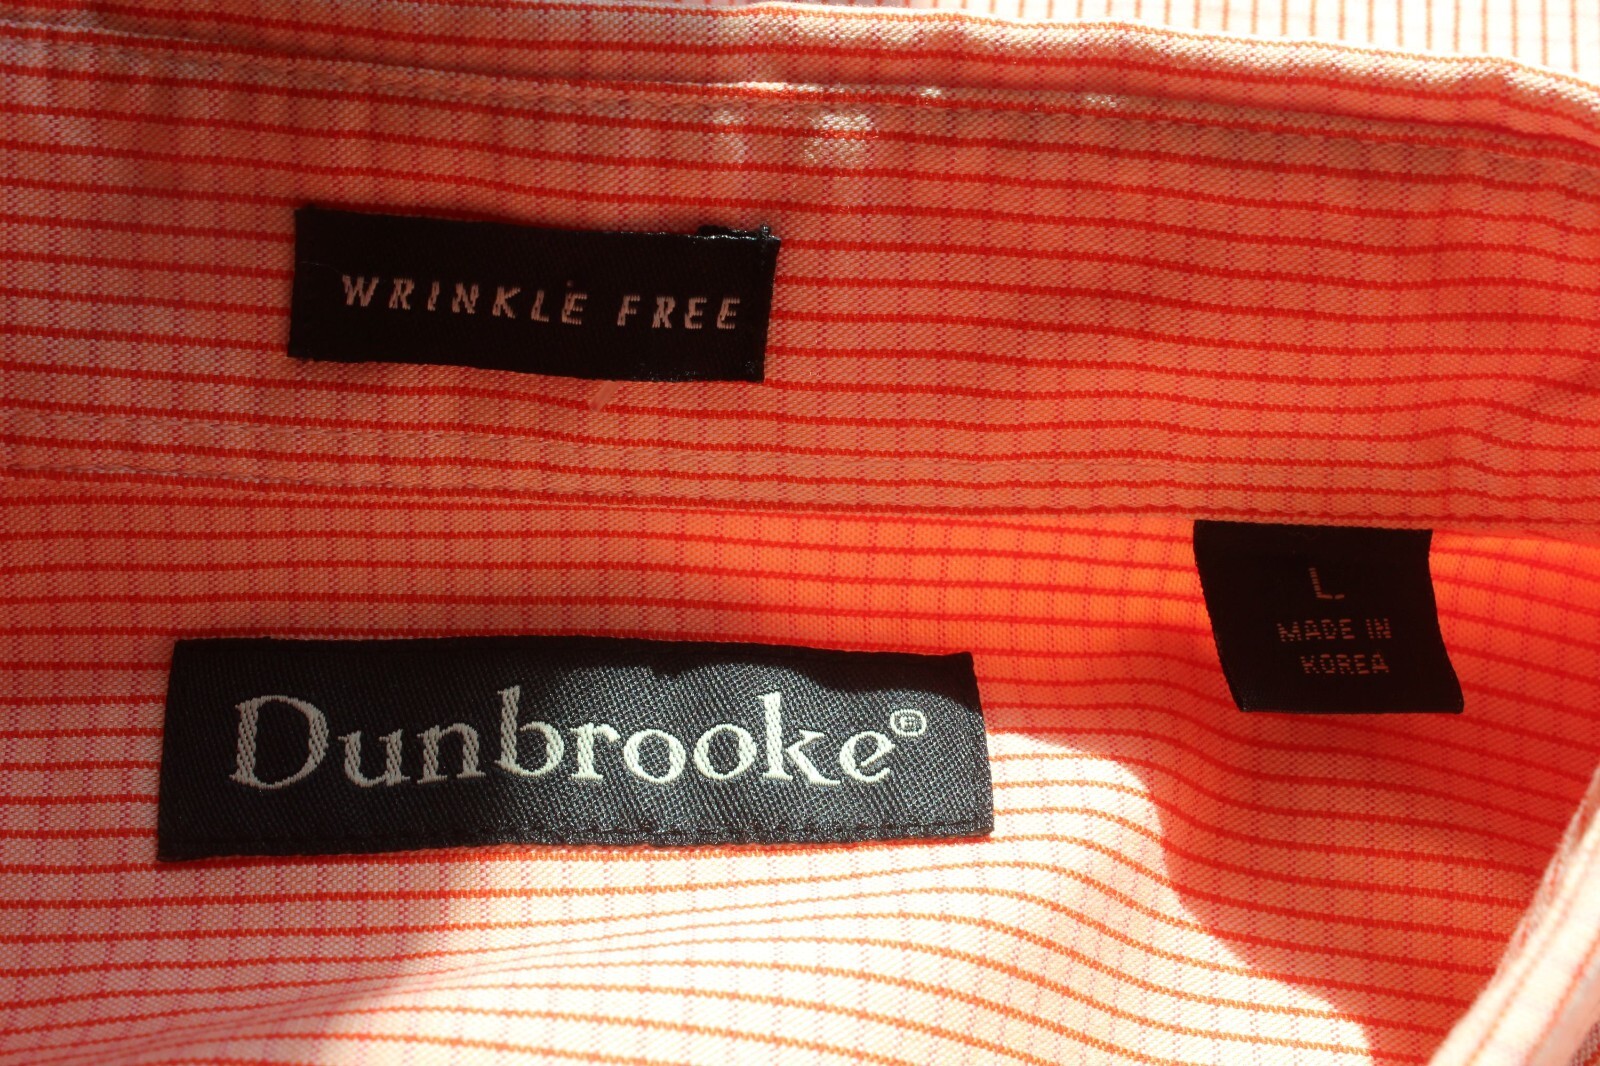 WRINKLE FREE
L
MADE IN
KOREA
Dunbrooke®